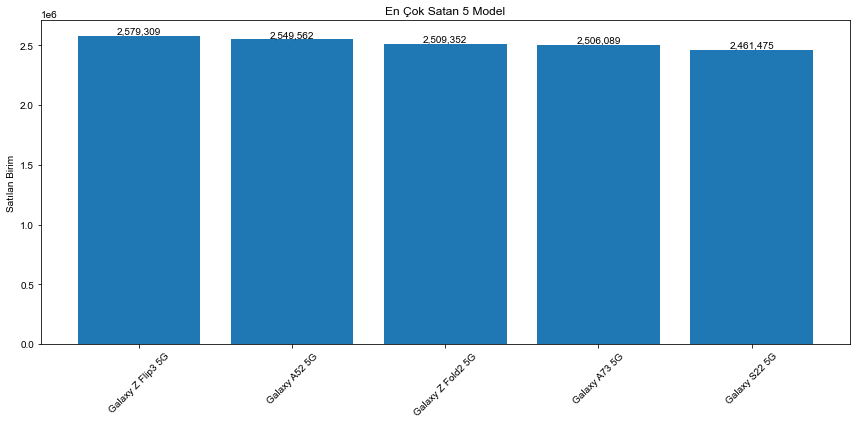 En Çok Satan 5 Model
1e6
2,579,309
2,549,562
2,509,352
2,506,089
2,461,475
2.5
2.0
1.5
1.0
0.5
0.0
Satılan Birim
Galaxy Z Flip3 5G
Galaxy A52 5G
Galaxy Z Fold2 5G
Galaxy A73 5G
Galaxy S22 5G